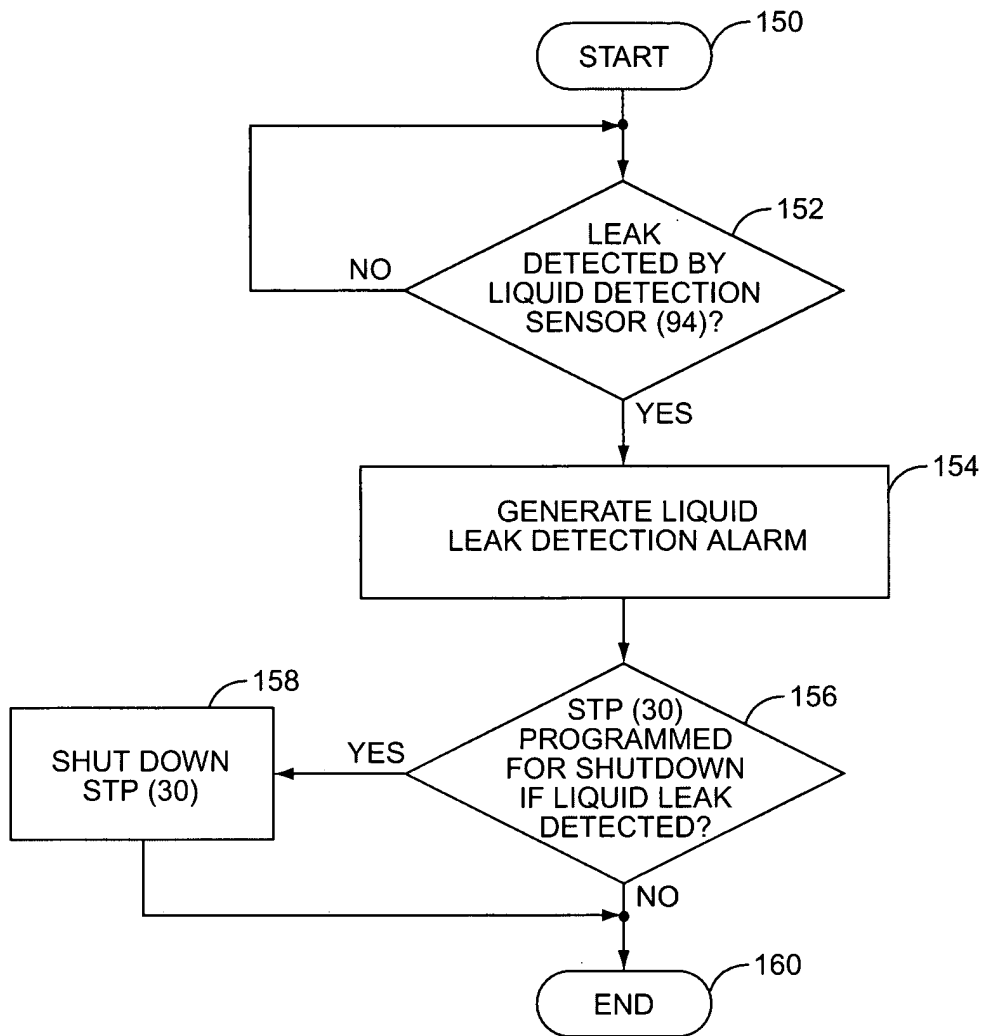 150
START
152
LEAK
DETECTED BY
LIQUID DETECTION
SENSOR (94)?
NO
YES
154
GENERATE LIQUID
LEAK DETECTION ALARM
156
STP (30)
PROGRAMMED
FOR SHUTDOWN
IF LIQUID LEAK
DETECTED?
YES
158
SHUT DOWN
STP (30)
NO
160
END